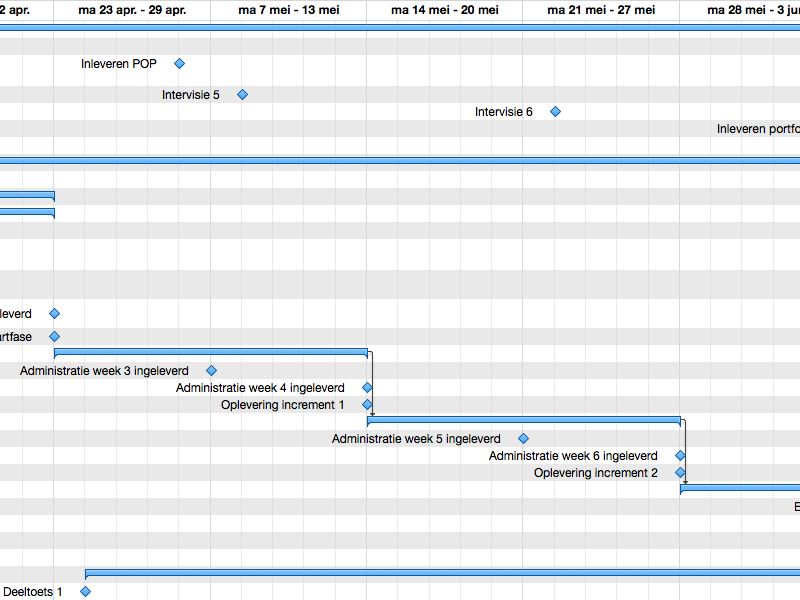 2 apr. ma 23 apr. - 29 apr. ma 7 mei - 13 mei ma 14 mei - 20 mei ma 21 mei - 27 mei ma 28 mei - 3 jun
Inleveren POP
Intervisie 5
Intervisie 6
Inleveren portfo
leverd
artfase
Administratie week 3 ingeleverd
Administratie week 4 ingeleverd
Oplevering increment 1
Administratie week 5 ingeleverd
Administratie week 6 ingeleverd
Oplevering increment 2
E
Deeltoets 1